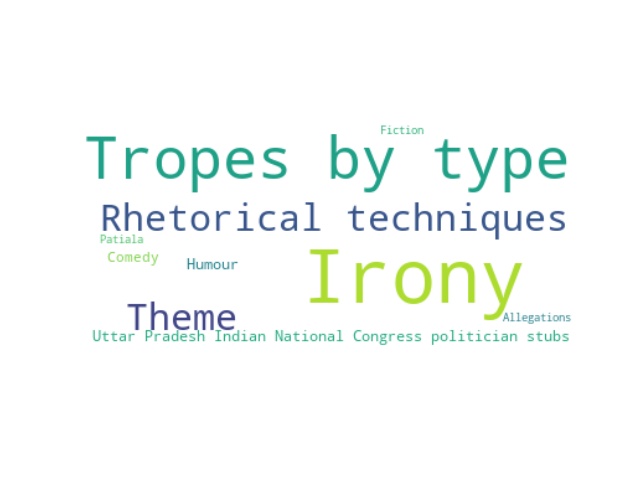 Fiction
Tropes by type
Rhetorical techniques
Patiala
Comedy
Humour
Irony
Theme
Allegations
Uttar Pradesh Indian National Congress politician stubs